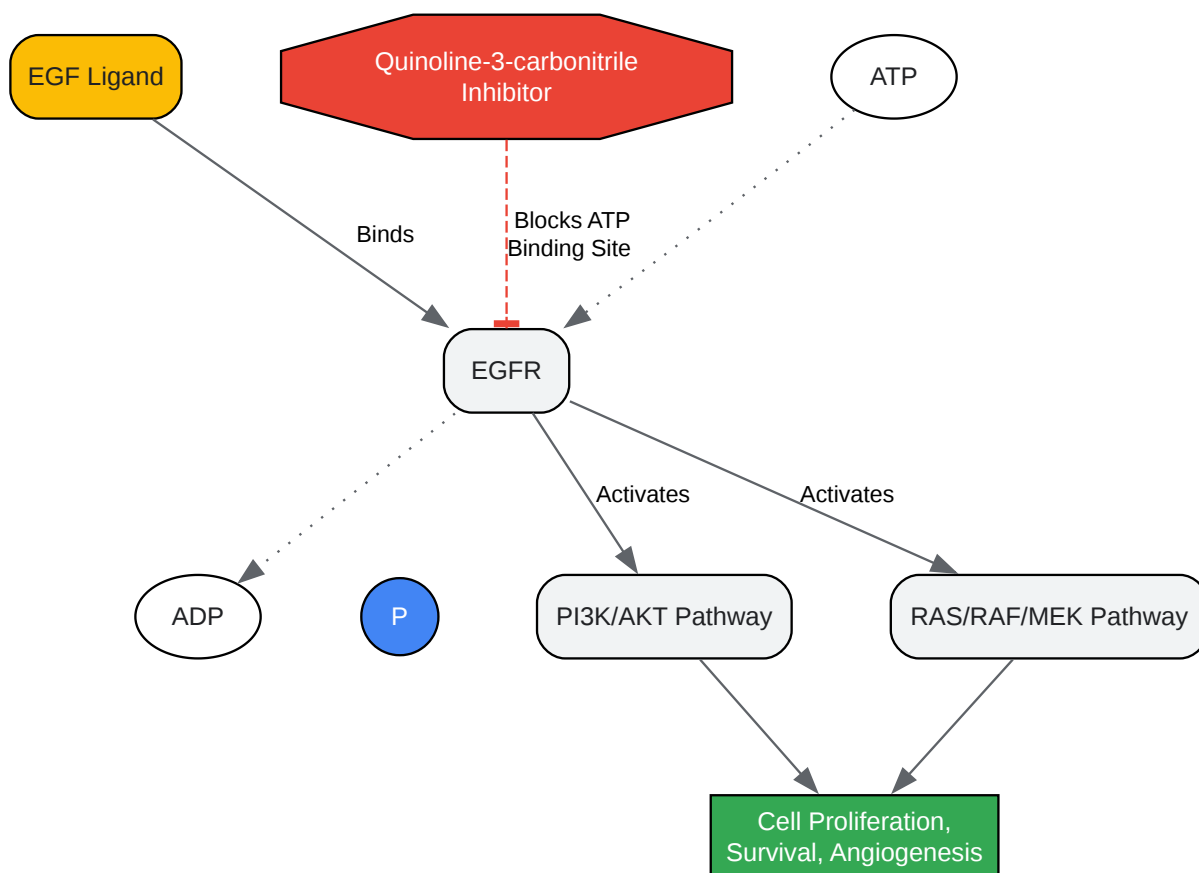 EGF Ligand
Quinoline-3-carbonitrile
Inhibitor
ATP
Binds
Blocks ATP
Binding Site
EGFR
Activates
Activates
ADP
P
PI3K/AKT Pathway
RAS/RAF/MEK Pathway
Cell Proliferation,
Survival, Angiogenesis